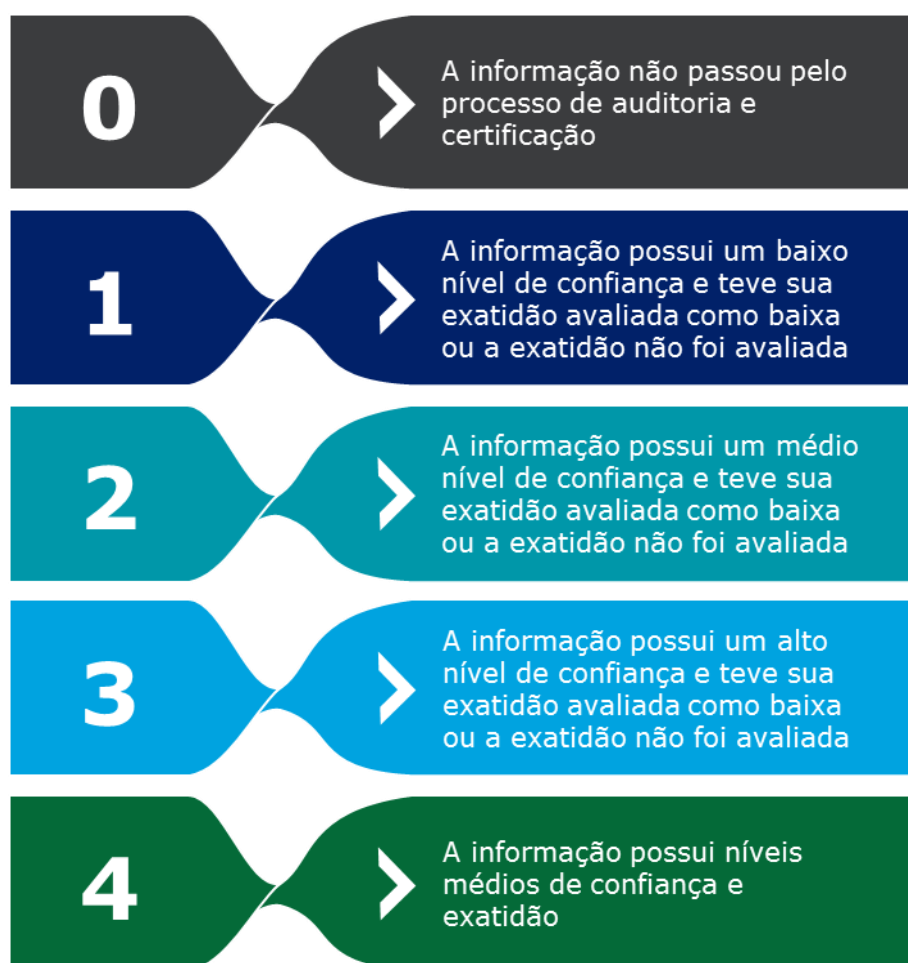 0
A informação não passou pelo
processo de auditoria e
certificação
1
A informação possui um baixo
nível de confiança e teve sua
exatidão avaliada como baixa
ou a exatidão não foi avaliada
2
A informação possui um médio
nível de confiança e teve sua
exatidão avaliada como baixa
ou a exatidão não foi avaliada
3
A informação possui um alto
nível de confiança e teve sua
exatidão avaliada como baixa
ou a exatidão não foi avaliada
4
A informação possui níveis
médios de confiança e
exatidão